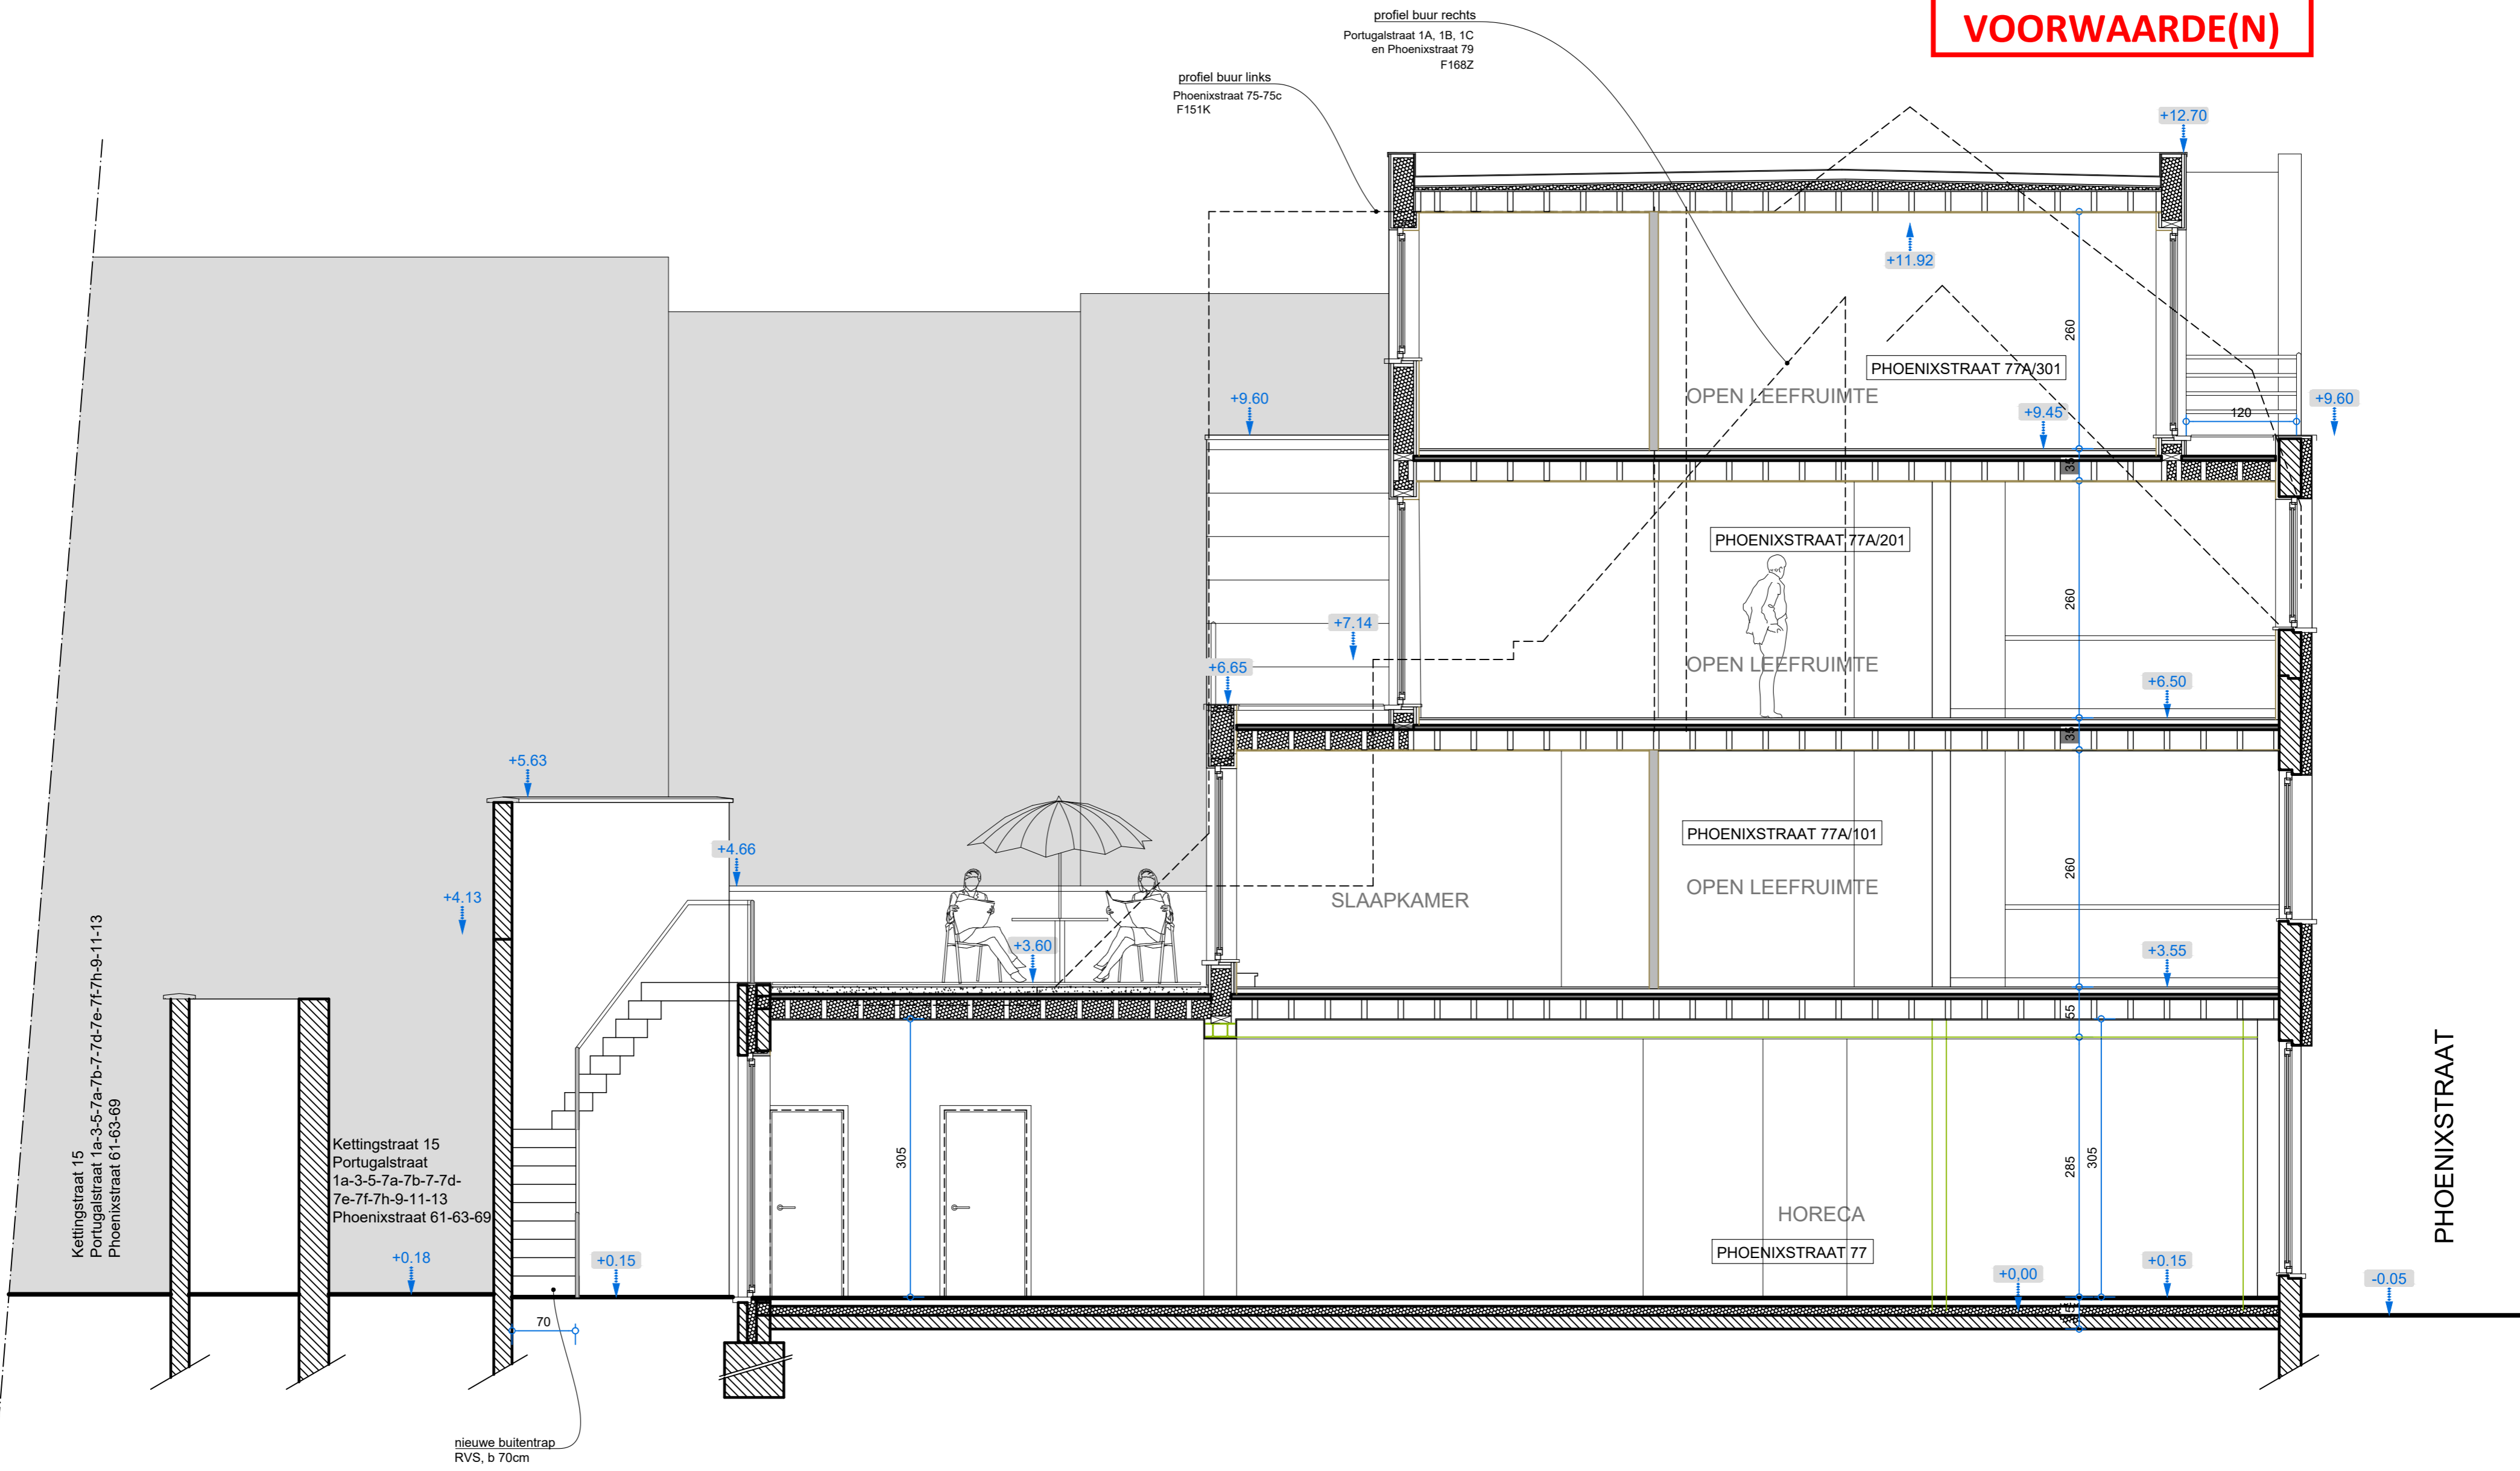 VOORWAARDE(N)
profiel buur rechts
Portugalstraat 1A, 1B, 1C
en Phoenixstraat 79
F168Z
profiel buur links
Phoenixstraat 75-75c
F151K
+12.70
+11.92
260
PHOENIXSTRAAT 77A/301
OPEN LEEFRUIMTE
+9.60
+9.45
120
+9.60
35
PHOENIXSTRAAT 77A/201
260
+7.14
OPEN LEEFRUIMTE
+6.65
+6.50
35
+5.63
PHOENIXSTRAAT 77A/101
+4.66
260
+4.13
SLAAPKAMER
OPEN LEEFRUIMTE
+3.60
+3.55
55
Kettingstraat 15
Portugalstraat 1a-3-5-7a-7b-7-7d-7e-7f-7h-9-11-13
Phoenixstraat 61-63-69
Kettingstraat 15
Portugalstraat
1a-3-5-7a-7b-7-7d-
7e-7f-7h-9-11-13
Phoenixstraat 61-63-69
305
285
305
HORECA
PHOENIXSTRAAT 77
PHOENIXSTRAAT
+0.18
+0.15
+0,00
+0.15
-0.05
70
nieuwe buitentrap
RVS, b 70cm